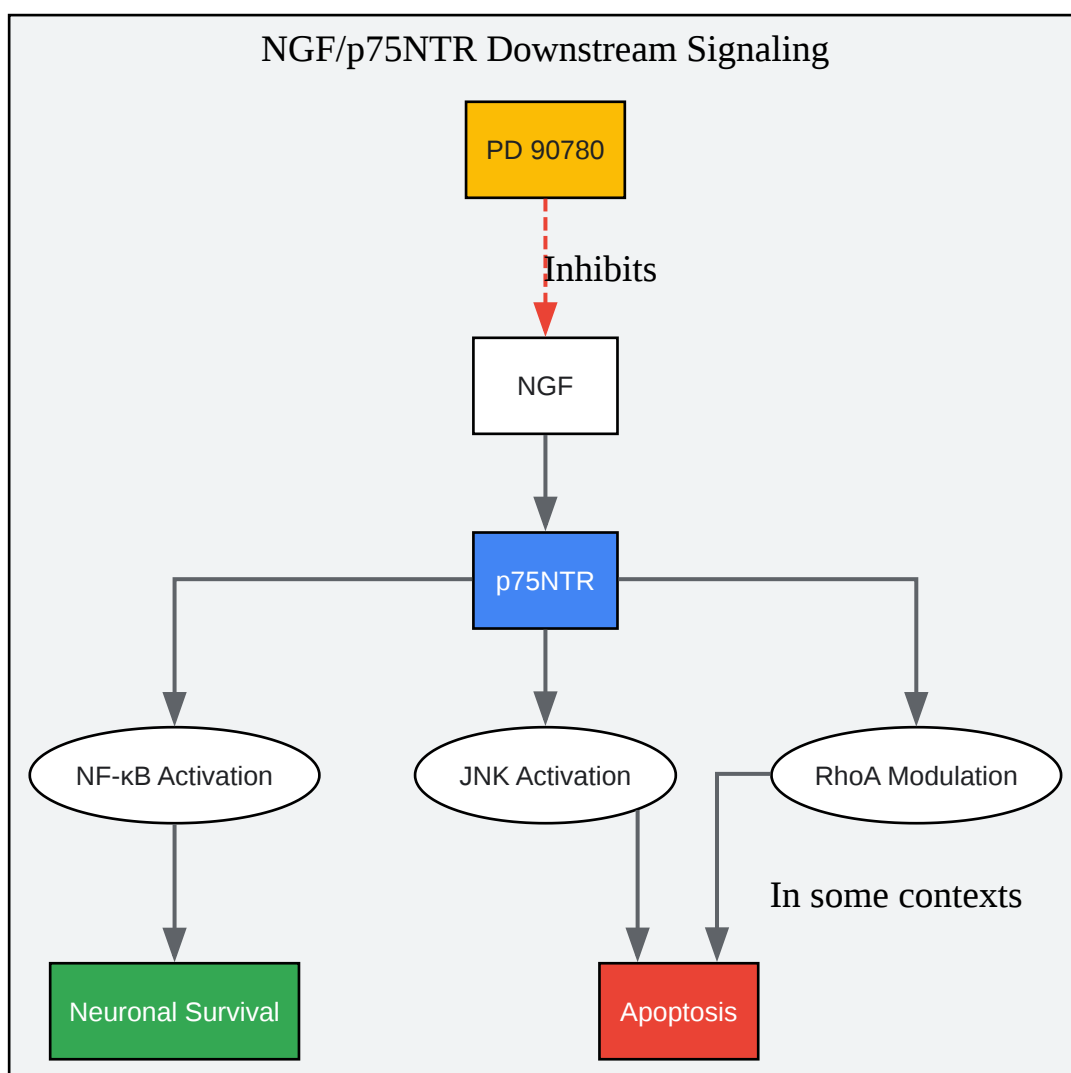 NGF/p75NTR Downstream Signaling
PD 90780
Inhibits
NGF
p75NTR
NF-κB Activation
JNK Activation
RhoA Modulation
In some contexts
Neuronal Survival
Apoptosis